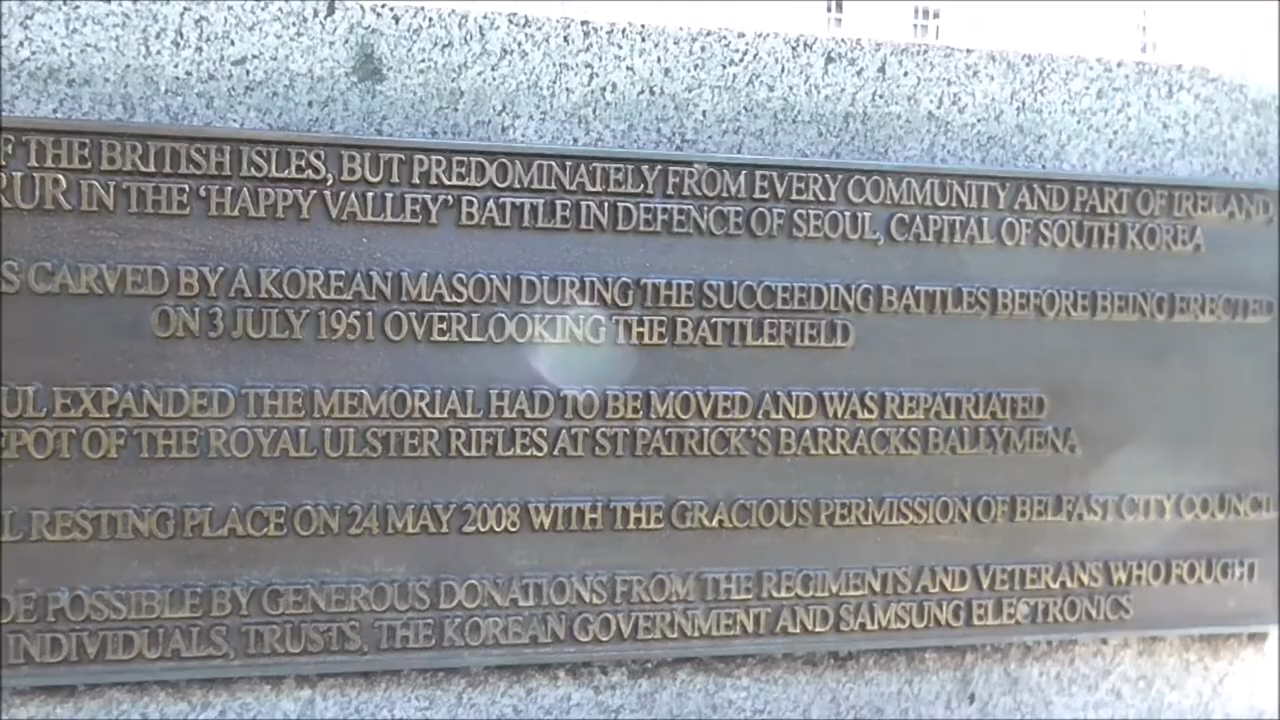 F THE BRITISH ISLES, BUT PREDOMINATELY FROM EVERY COMMUNITY AND PART OF IRELAND,
RUR IN THE 'HAPPY VALLEY' BATTLE IN DEFENCE OF SEOUL, CAPITAL OF SOUTH KOREA
S CARVED BY A KOREAN MASON DURING THE SUCCEEDING BATTLES BEFORE BEING ERECTED
ON 3 JULY 1951 OVERLOOKING THE BATTLEFIELD
UL EXPANDED THE MEMORIAL HAD TO BE MOVED AND WAS REPATRIATED
EPOT OF THE ROYAL ULSTER RIFLES AT ST PATRICK'S BARRACKS BALLYMENA
L RESTING PLACE ON 24 MAY 2008 WITH THE GRACIOUS PERMISSION OF BELFAST CITY COUNCIL
DE POSSIBLE BY GENEROUS DONATIONS FROM THE REGIMENTS AND VETERANS WHO FOUGHT
INDIVIDUALS, TRUSTS, THE KOREAN GOVERNMENT AND SAMSUNG ELECTRONICS